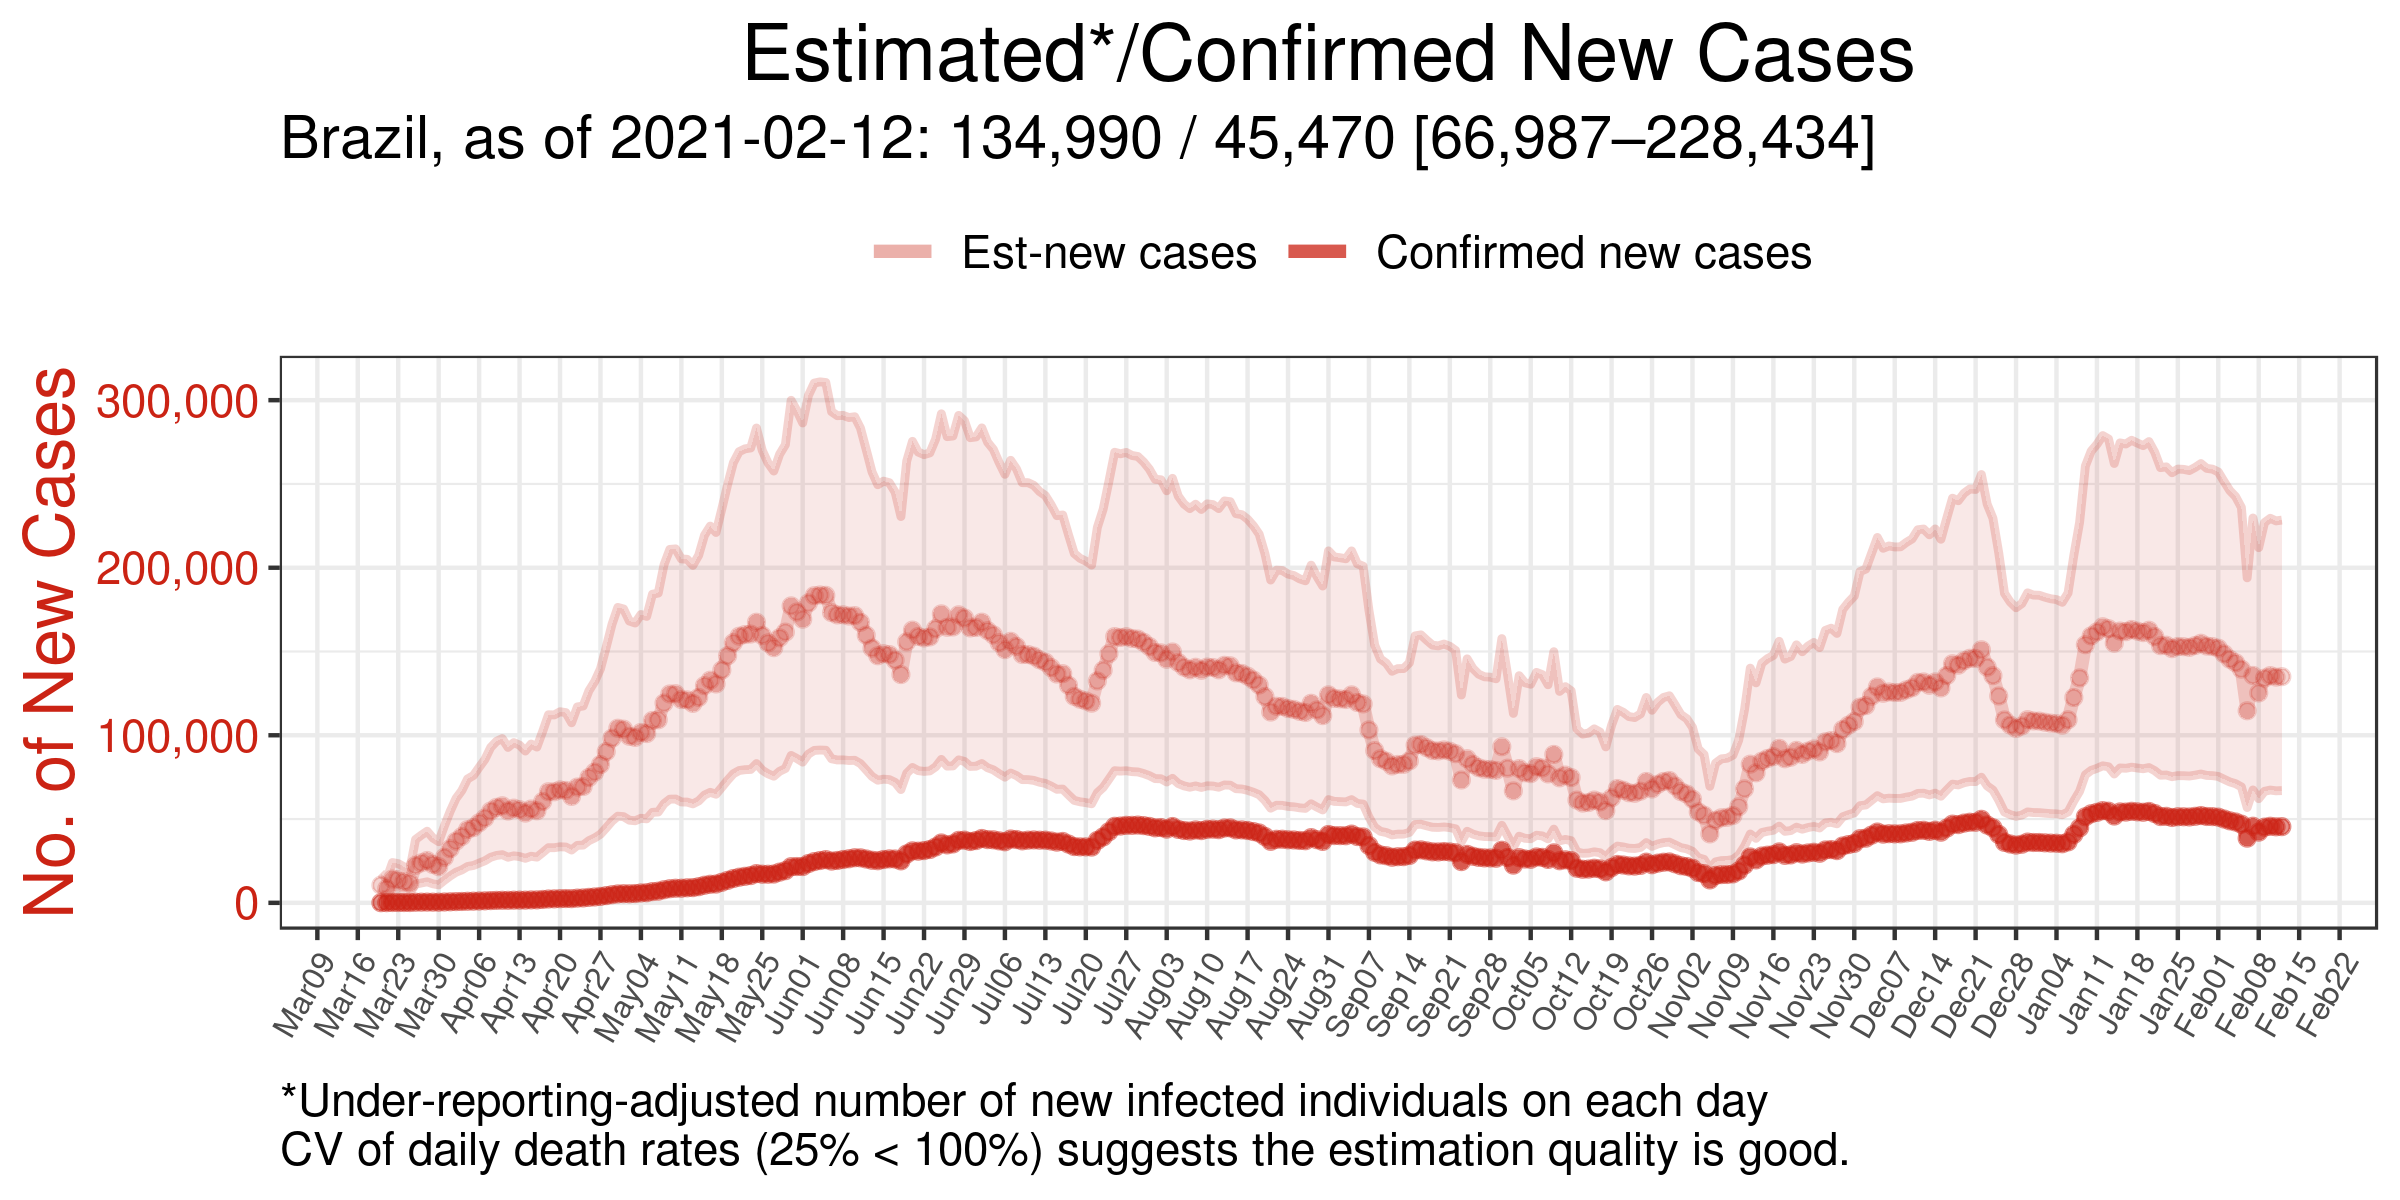 Estimated*/Confirmed New Cases
Brazil, as of 2021-02-12: 134,990 / 45,470 [66,987–228,434]
Est-new cases
Confirmed new cases
No. of New Cases
300,000
200,000
100,000
0
Mar09
Mar16
Mar23
Mar30
Apr06
Apr13
Apr20
Apr27
May04
May11
May18
May25
Jun01
Jun08
Jun15
Jun22
Jun29
Jul06
Jul13
Jul20
Jul27
Aug03
Aug10
Aug17
Aug24
Aug31
Sep07
Sep14
Sep21
Sep28
Oct05
Oct12
Oct19
Oct26
Nov02
Nov09
Nov16
Nov23
Nov30
Dec07
Dec14
Dec21
Dec28
Jan04
Jan11
Jan18
Jan25
Feb01
Feb08
Feb15
Feb22
*Under-reporting-adjusted number of new infected individuals on each day
CV of daily death rates (25% < 100%) suggests the estimation quality is good.